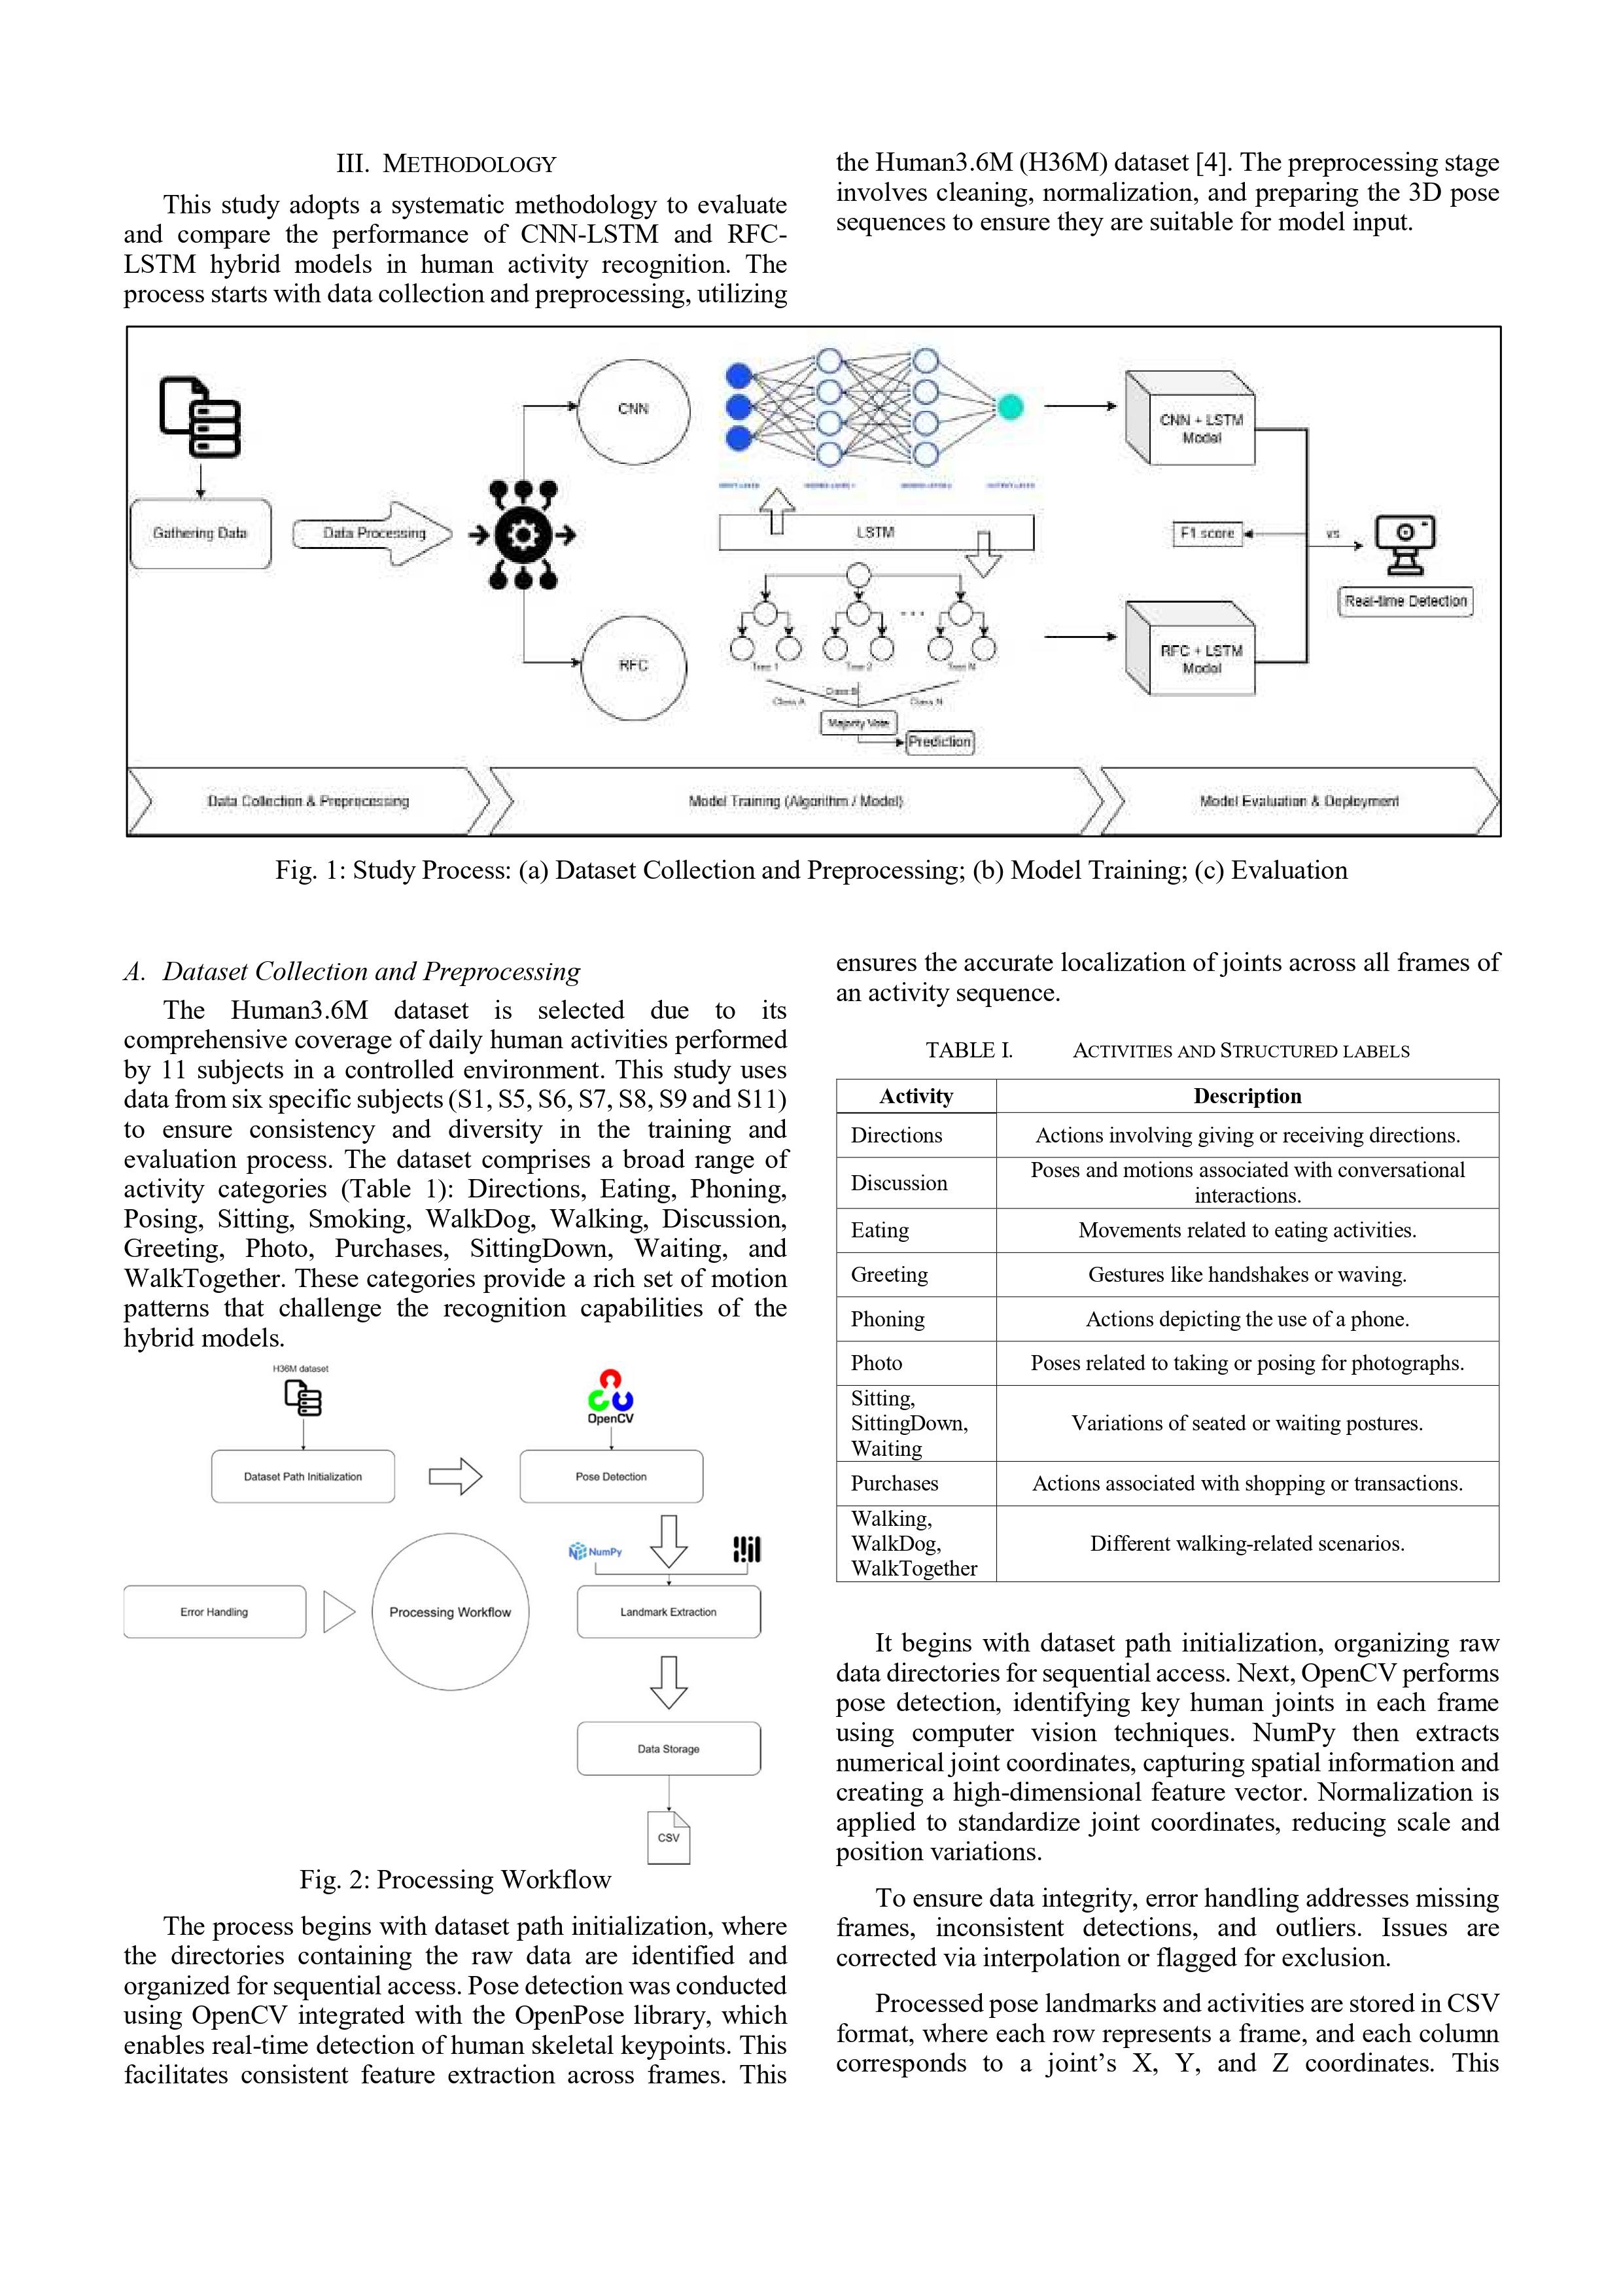 III. METHODOLOGY
This study adopts a systematic methodology to evaluate
and compare the performance of CNN-LSTM and RFC-
LSTM hybrid models in human activity recognition. The
process starts with data collection and preprocessing, utilizing
the Human3.6M (H36M) dataset [4]. The preprocessing stage
involves cleaning, normalization, and preparing the 3D pose
sequences to ensure they are suitable for model input.
Gathering Data
Data Processing
CNN
RFC
INPUT LAYER
HIDDEN LAYER 1
HIDDEN LAYER 2
OUTPUT LAYER
LSTM
Tree 1
Tree 2
Tree N
Class A
Class B
Class N
Majority Vote
Prediction
CNN + LSTM
Model
RFC + LSTM
Model
F1 score
vs
Real-time Detection
Data Collection & Preprocessing
Model Training (Algorithm / Model)
Model Evaluation & Deployment
Fig. 1: Study Process: (a) Dataset Collection and Preprocessing; (b) Model Training; (c) Evaluation
A. Dataset Collection and Preprocessing
The Human3.6M dataset is selected due to its
comprehensive coverage of daily human activities performed
by 11 subjects in a controlled environment. This study uses
data from six specific subjects (S1, S5, S6, S7, S8, S9 and S11)
to ensure consistency and diversity in the training and
evaluation process. The dataset comprises a broad range of
activity categories (Table 1): Directions, Eating, Phoning,
Posing, Sitting, Smoking, WalkDog, Walking, Discussion,
Greeting, Photo, Purchases, SittingDown, Waiting, and
WalkTogether. These categories provide a rich set of motion
patterns that challenge the recognition capabilities of the
hybrid models.
H36M dataset
OpenCV
Dataset Path Initialization
Pose Detection
NumPy
Error Handling
Processing Workflow
Landmark Extraction
Data Storage
CSV
Fig. 2: Processing Workflow
The process begins with dataset path initialization, where
the directories containing the raw data are identified and
organized for sequential access. Pose detection was conducted
using OpenCV integrated with the OpenPose library, which
enables real-time detection of human skeletal keypoints. This
facilitates consistent feature extraction across frames. This
ensures the accurate localization of joints across all frames of
an activity sequence.
TABLE I. ACTIVITIES AND STRUCTURED LABELS
Activity Description
Directions Actions involving giving or receiving directions.
Discussion Poses and motions associated with conversational
interactions.
Eating Movements related to eating activities.
Greeting Gestures like handshakes or waving.
Phoning Actions depicting the use of a phone.
Photo Poses related to taking or posing for photographs.
Sitting,
SittingDown, Variations of seated or waiting postures.
Waiting
Purchases Actions associated with shopping or transactions.
Walking,
WalkDog, Different walking-related scenarios.
WalkTogether
It begins with dataset path initialization, organizing raw
data directories for sequential access. Next, OpenCV performs
pose detection, identifying key human joints in each frame
using computer vision techniques. NumPy then extracts
numerical joint coordinates, capturing spatial information and
creating a high-dimensional feature vector. Normalization is
applied to standardize joint coordinates, reducing scale and
position variations.
To ensure data integrity, error handling addresses missing
frames, inconsistent detections, and outliers. Issues are
corrected via interpolation or flagged for exclusion.
Processed pose landmarks and activities are stored in CSV
format, where each row represents a frame, and each column
corresponds to a joint’s X, Y, and Z coordinates. This